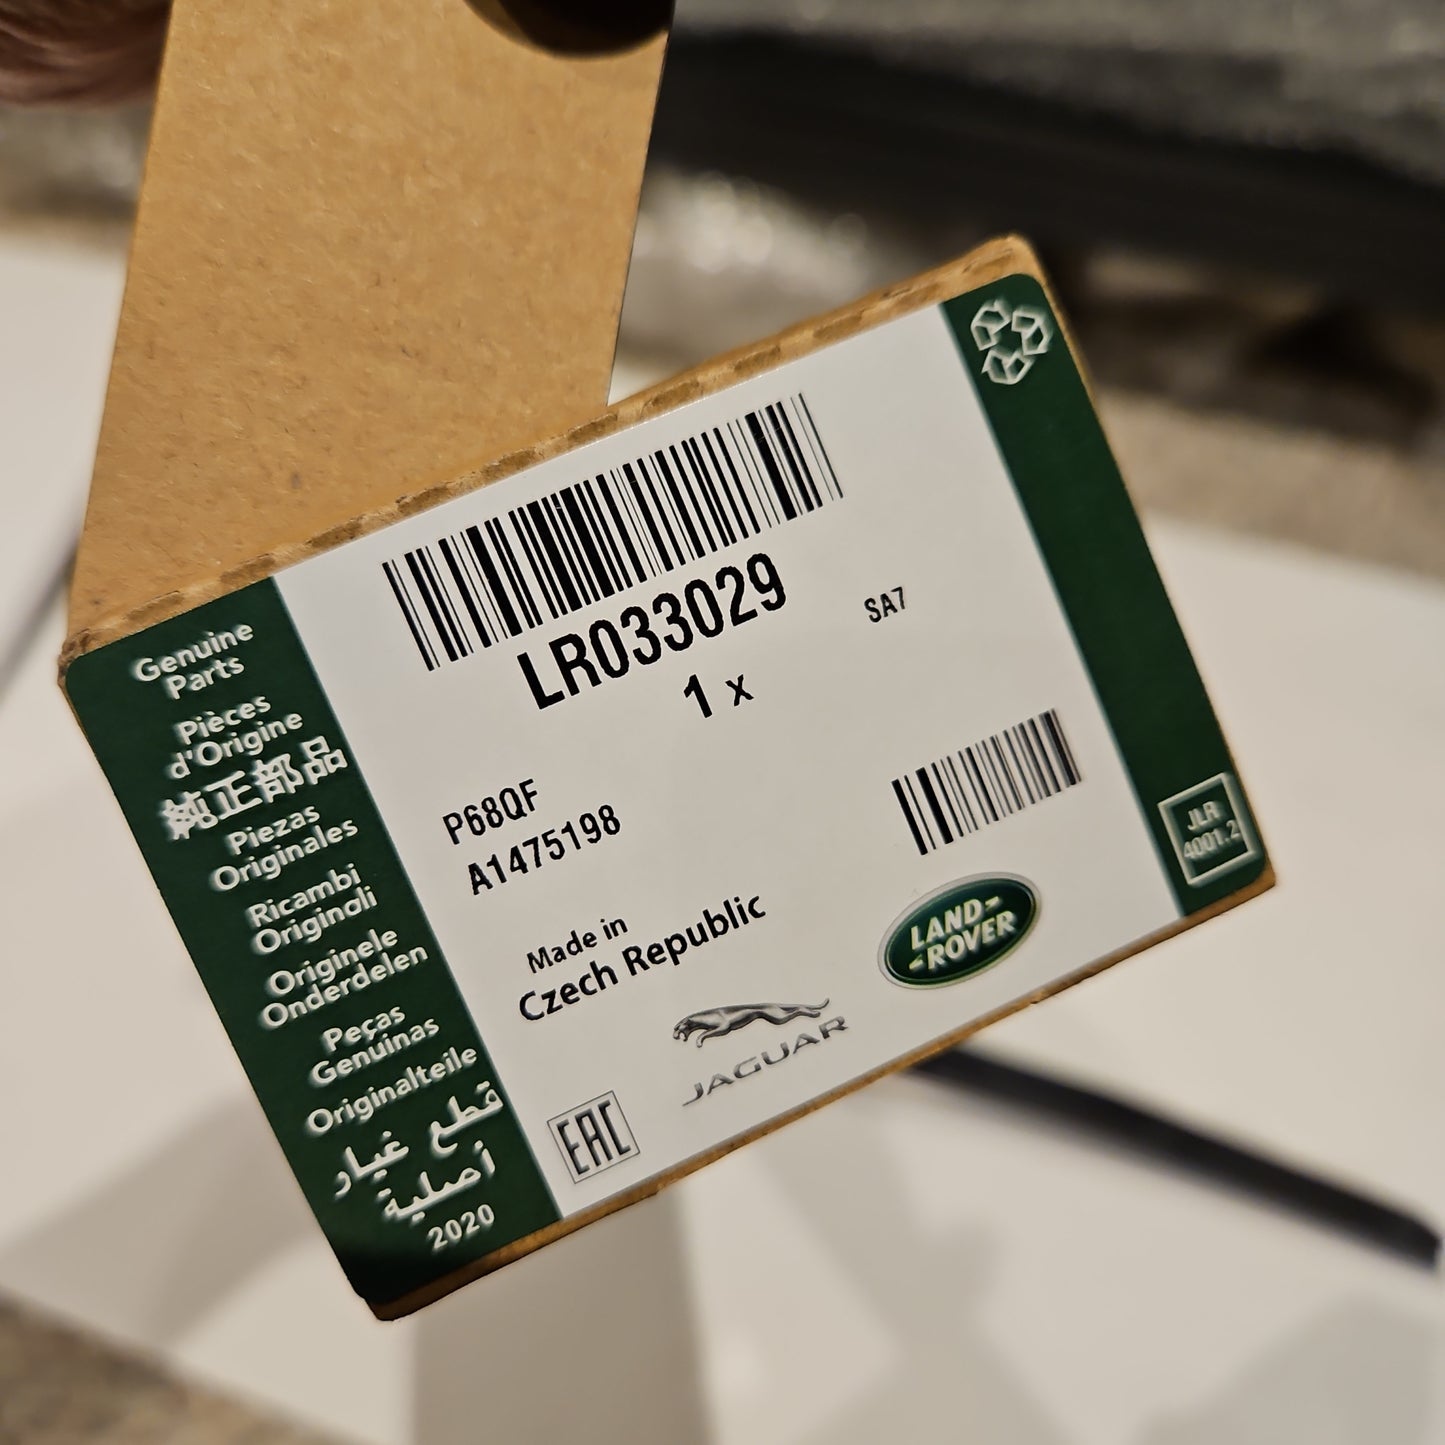 Genuine
Parts
Pièces
d'Origine
純正部品
Piezas
Originales
Ricambi
Originali
Originele
Onderdelen
Peças
Genuinas
Originalteile
قطع غيار
أصلية
2020
LR033029
1 x
SA7
P68QF
A1475198
Made in
Czech Republic
JAGUAR
LAND-
-ROVER
EAC
JLR
4001.2